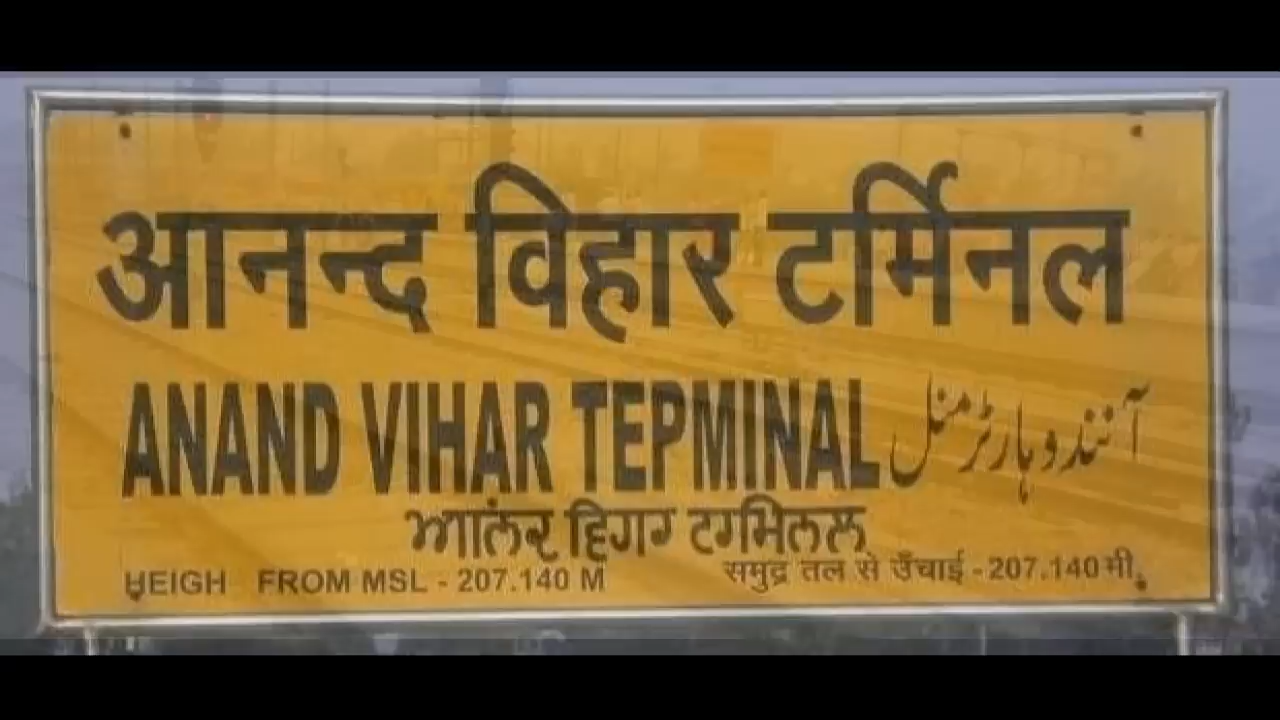 आनन्द विहार टर्मिनल
ANAND VIHAR TEPMINAL آنند وہار ٹرمنل
ਆਨੰਦ ਵਿਹਾਰ ਟਰਮਿਨਲ
HEIGH FROM MSL - 207.140 M समुद्र तल से उँचाई - 207.140 मी.